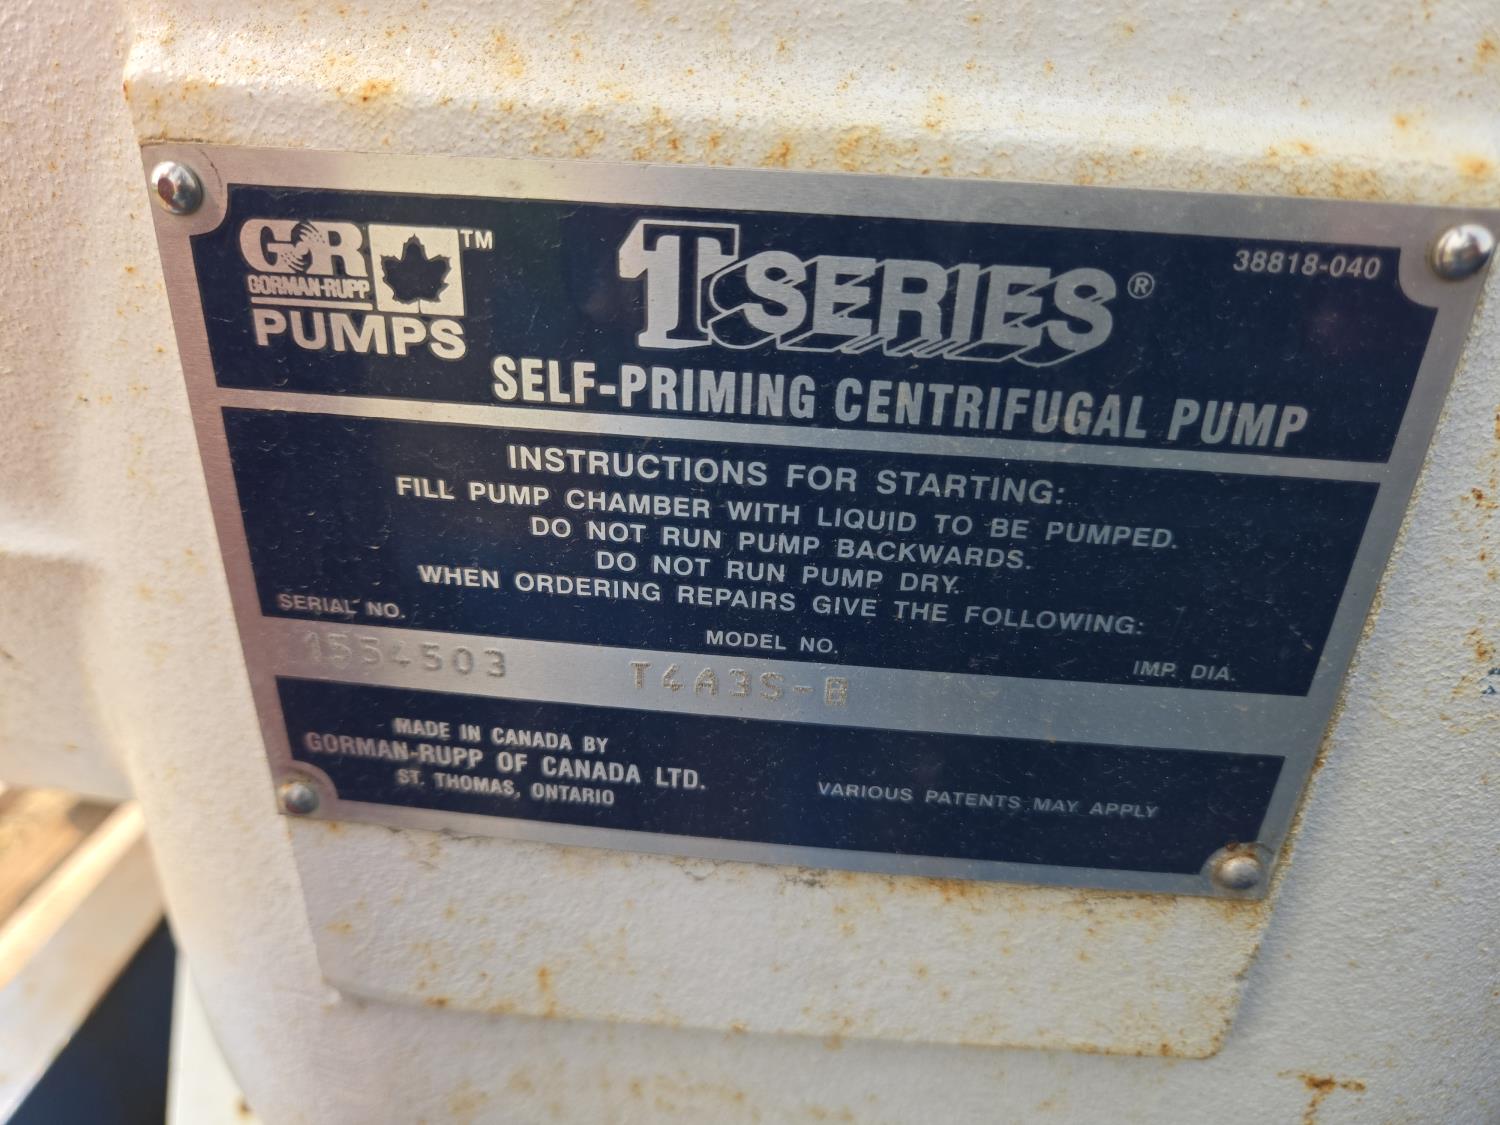 GR
GORMAN-RUPP
PUMPS
™
T SERIES®
38818-040
SELF-PRIMING CENTRIFUGAL PUMP
INSTRUCTIONS FOR STARTING:
FILL PUMP CHAMBER WITH LIQUID TO BE PUMPED.
DO NOT RUN PUMP BACKWARDS.
DO NOT RUN PUMP DRY.
WHEN ORDERING REPAIRS GIVE THE FOLLOWING:
SERIAL NO.
MODEL NO.
IMP. DIA.
1554503
T4A3S-B
MADE IN CANADA BY
GORMAN-RUPP OF CANADA LTD.
ST. THOMAS, ONTARIO
VARIOUS PATENTS MAY APPLY